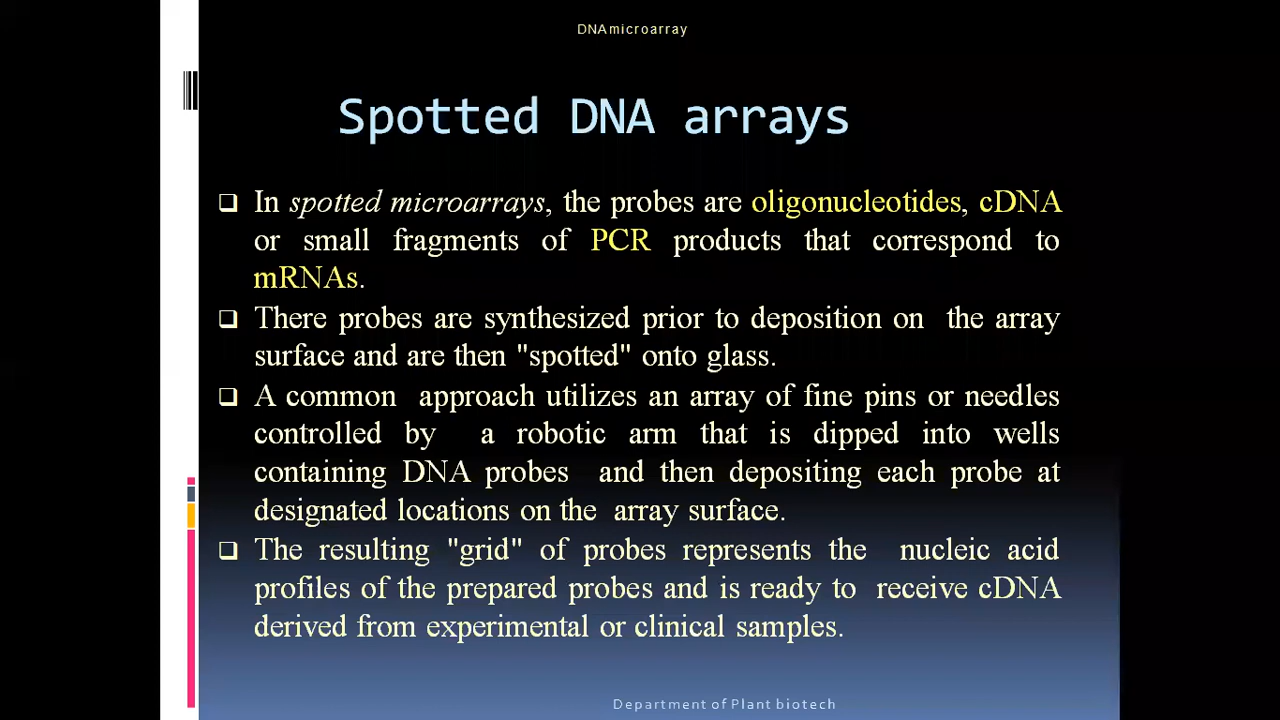 DNA microarray
Spotted DNA arrays
In spotted microarrays, the probes are oligonucleotides, cDNA
or small fragments of PCR products that correspond to
mRNAs.
There probes are synthesized prior to deposition on the array
surface and are then "spotted" onto glass.
A common approach utilizes an array of fine pins or needles
controlled by a robotic arm that is dipped into wells
containing DNA probes and then depositing each probe at
designated locations on the array surface.
The resulting "grid" of probes represents the nucleic acid
profiles of the prepared probes and is ready to receive cDNA
derived from experimental or clinical samples.
Department of Plant biotech